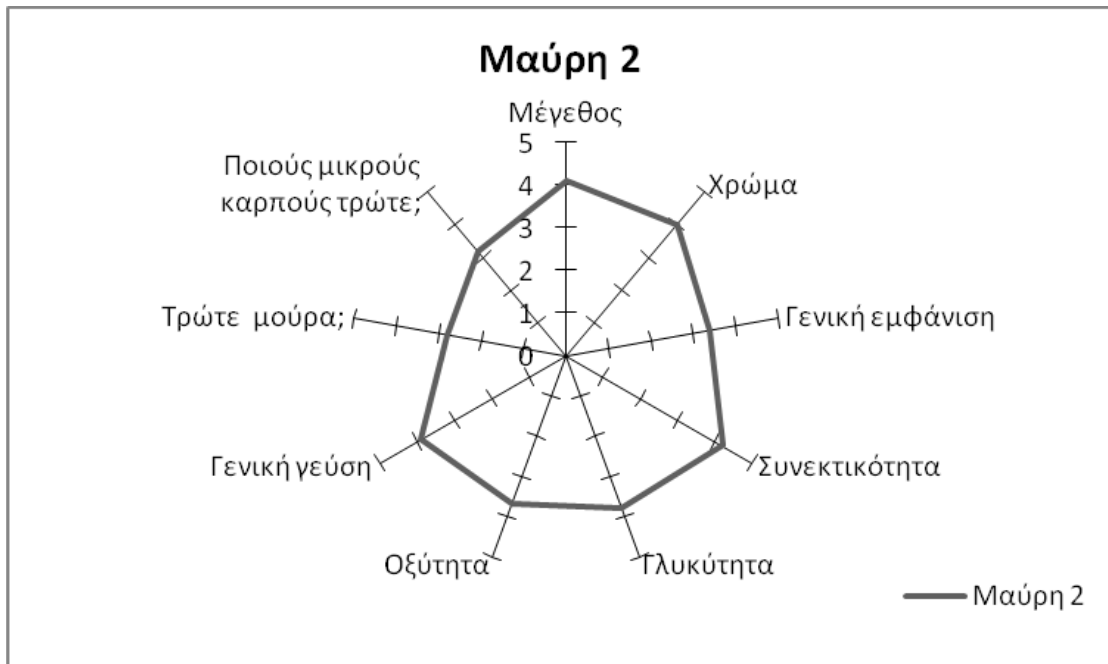 Μαύρη 2
Μέγεθος
Χρώμα
Γενική εμφάνιση
Συνεκτικότητα
Γλυκύτητα
Οξύτητα
Γενική γεύση
Τρώτε μούρα;
Ποιούς μικρούς
καρπούς τρώτε;
5
4
3
2
1
0
Μαύρη 2